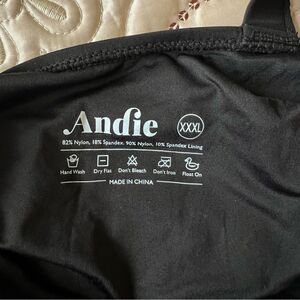 Andie XXXL
82% Nylon, 18% Spandex. 90% Nylon, 10% Spandex Lining
Hand Wash Dry Flat Don't Bleach Don't Iron Float On
MADE IN CHINA